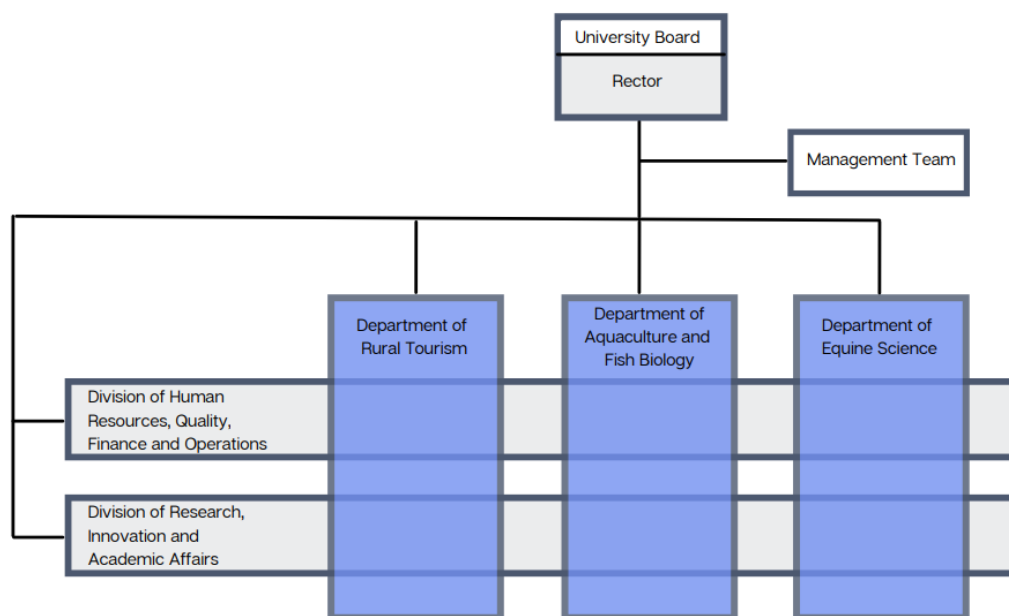 University Board
Rector
Management Team
Department of
Rural Tourism
Department of
Aquaculture and
Fish Biology
Department of
Equine Science
Division of Human
Resources, Quality,
Finance and Operations
Division of Research,
Innovation and
Academic Affairs